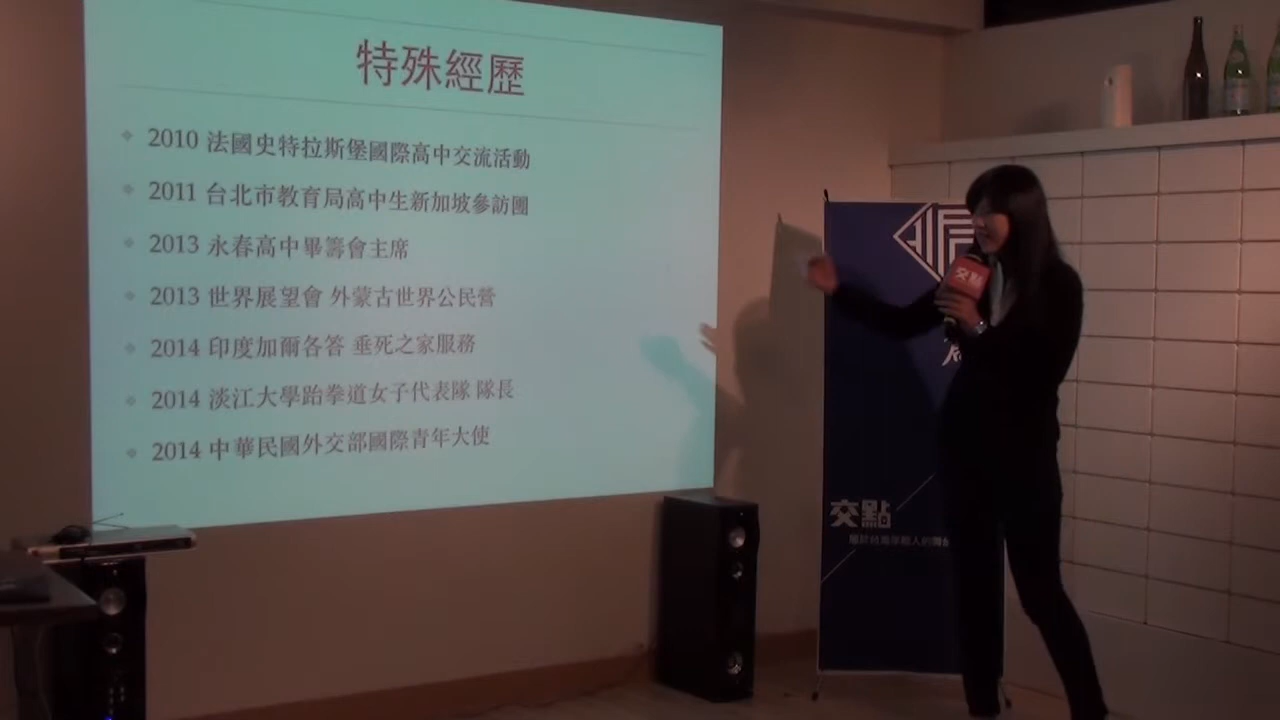 特殊經歷
2010 法國史特拉斯堡國際高中交流活動
2011 台北市教育局高中生新加坡參訪團
2013 永春高中畢籌會主席
2013 世界展望會 外蒙古世界公民營
2014 印度加爾各答 垂死之家服務
2014 淡江大學跆拳道女子代表隊 隊長
2014 中華民國外交部國際青年大使
交點
交點